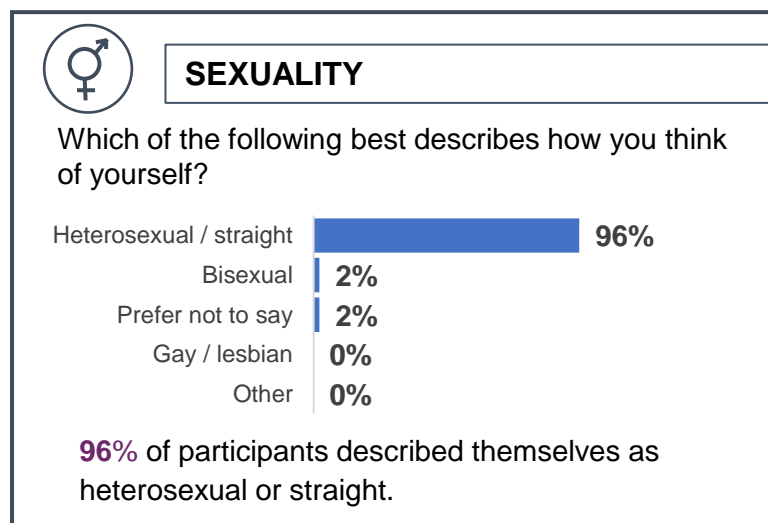 SEXUALITY
Which of the following best describes how you think
of yourself?
Heterosexual / straight 96%
Bisexual 2%
Prefer not to say 2%
Gay / lesbian 0%
Other 0%
96% of participants described themselves as
heterosexual or straight.